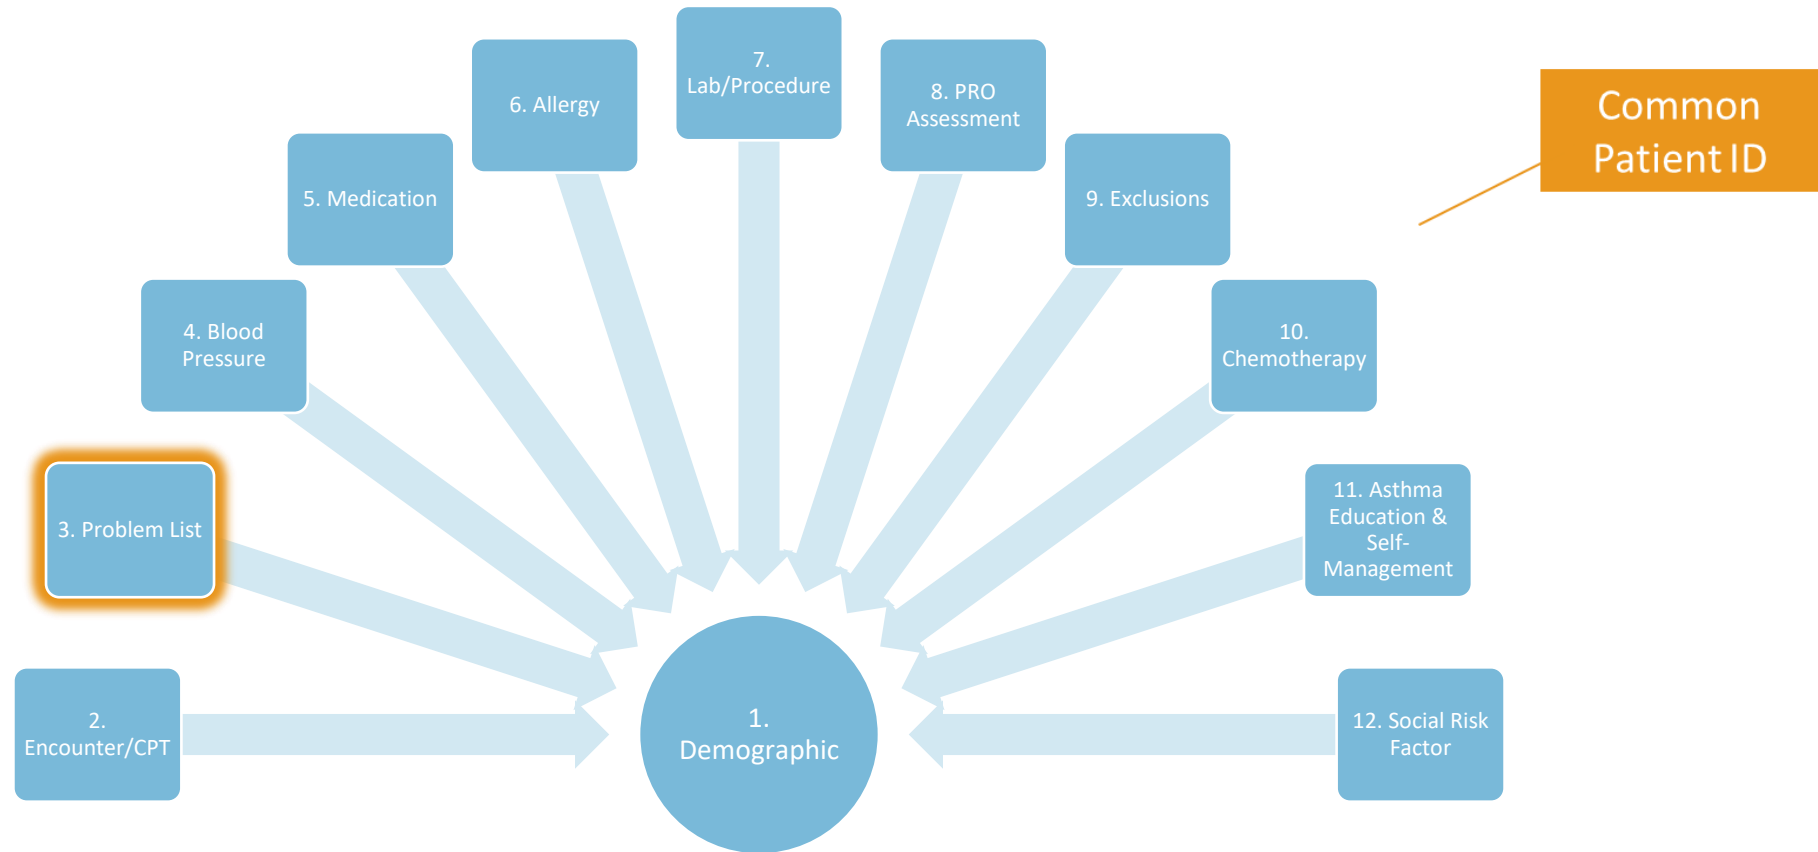 7.
Lab/Procedure
6. Allergy
8. PRO
Assessment
Common
Patient ID
5. Medication
9. Exclusions
4. Blood
Pressure
10.
Chemotherapy
3. Problem List
11. Asthma
Education &
Self-
Management
2.
Encounter/CPT
1.
Demographic
12. Social Risk
Factor